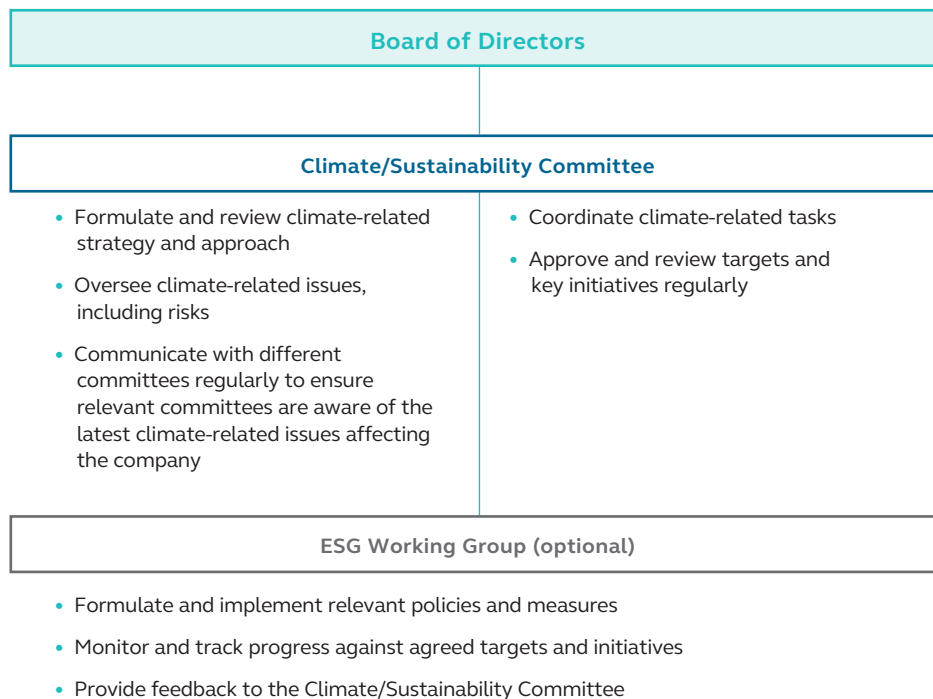 Board of Directors
Climate/Sustainability Committee
• Formulate and review climate-related
strategy and approach
• Oversee climate-related issues,
including risks
• Communicate with different
committees regularly to ensure
relevant committees are aware of the
latest climate-related issues affecting
the company
• Coordinate climate-related tasks
• Approve and review targets and
key initiatives regularly
ESG Working Group (optional)
• Formulate and implement relevant policies and measures
• Monitor and track progress against agreed targets and initiatives
• Provide feedback to the Climate/Sustainability Committee